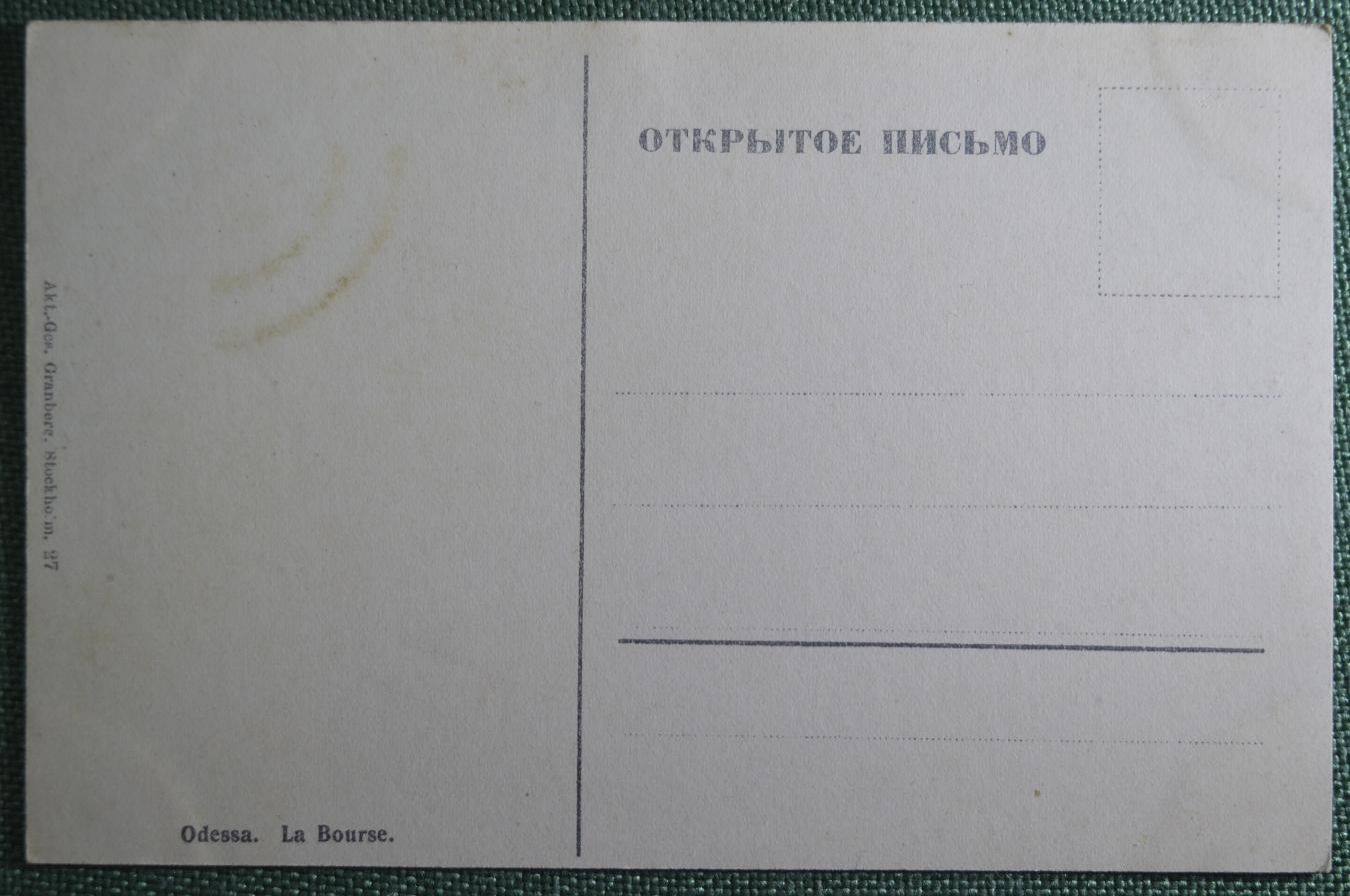 ОТКРЫТОЕ ПИСЬМО
Akt.-Ges. Granberg, Stockholm. 27
Odessa. La Bourse.